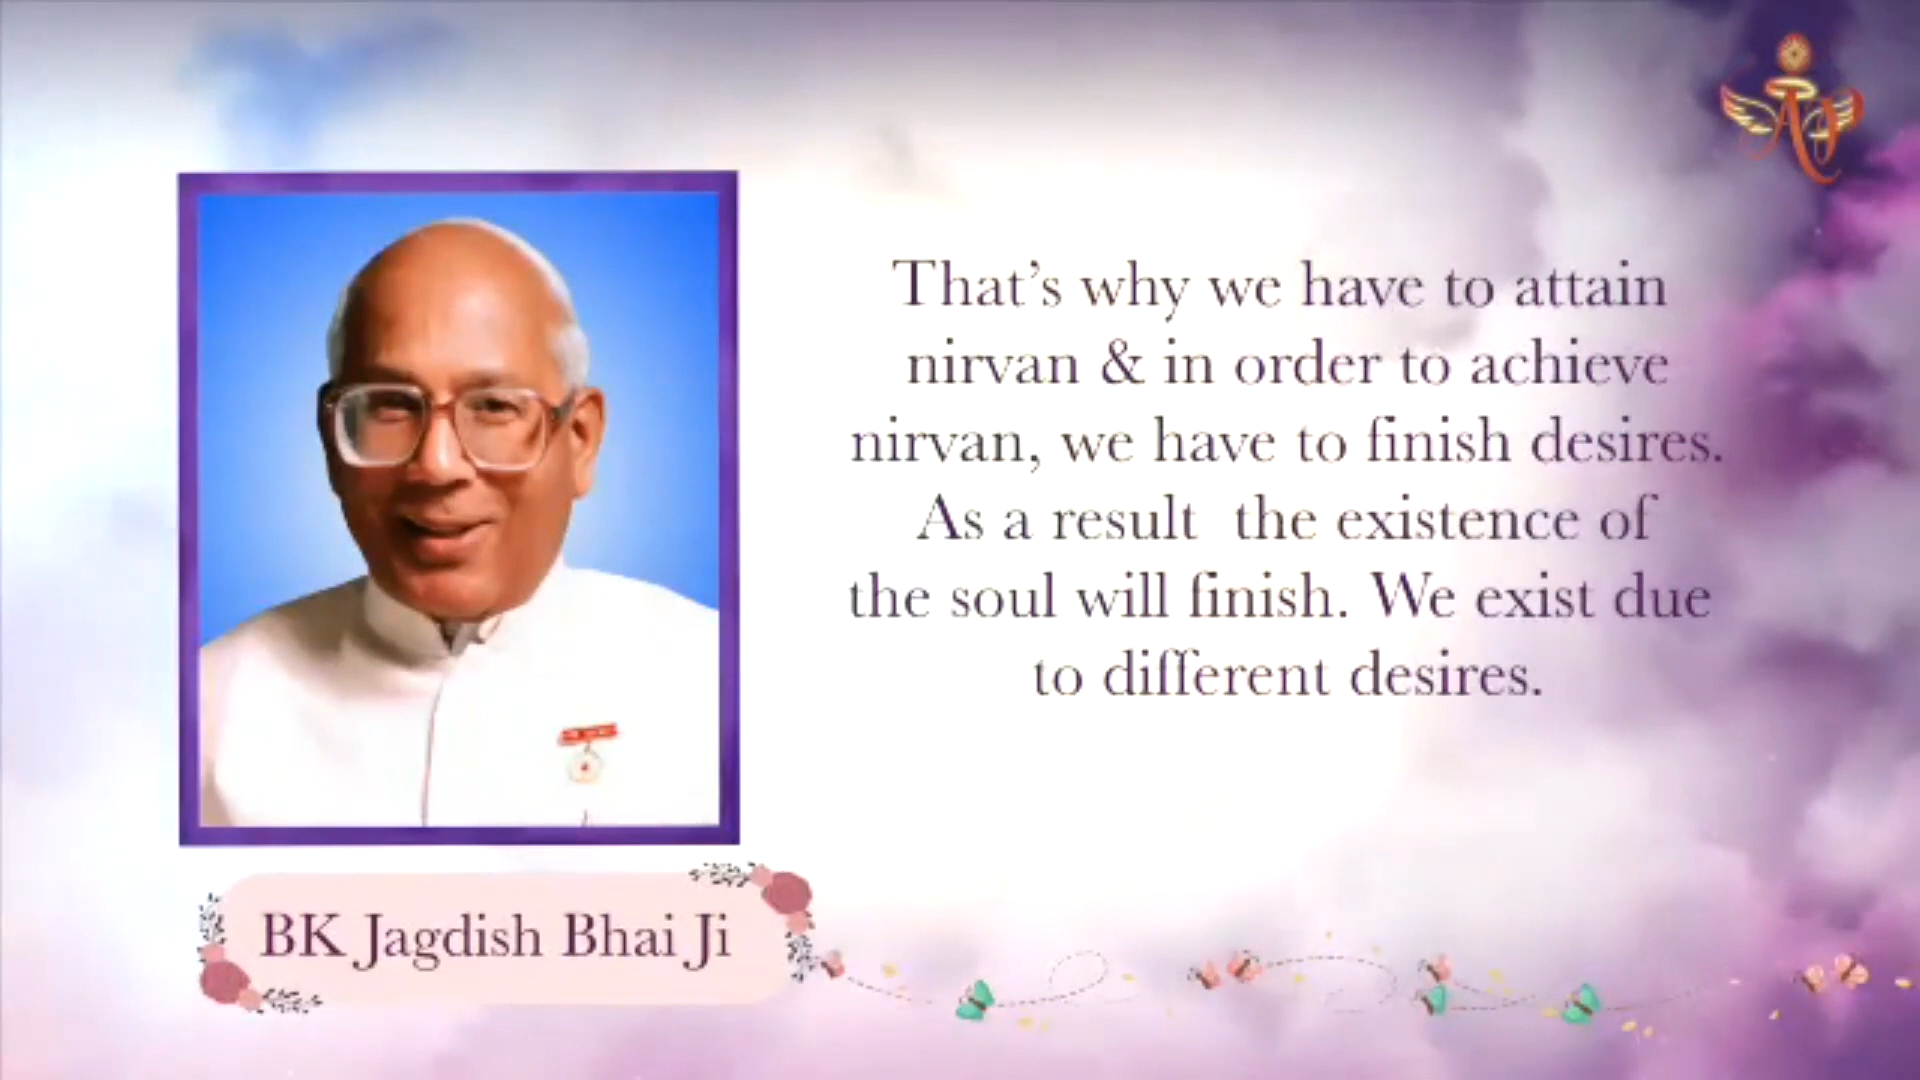 That's why we have to attain
nirvan & in order to achieve
nirvan, we have to finish desires.
As a result  the existence of
the soul will finish. We exist due
to different desires.
BK Jagdish Bhai Ji